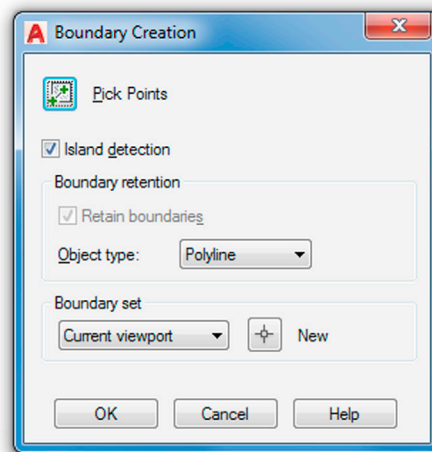 A Boundary Creation
Pick Points
Island detection
Boundary retention
Retain boundaries
Object type: Polyline
Boundary set
Current viewport New
OK Cancel Help